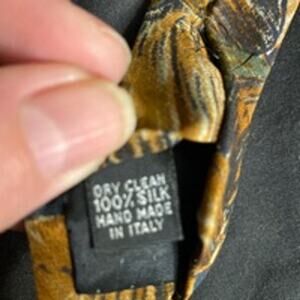 DRY CLEAN
100% SILK
HAND MADE
IN ITALY